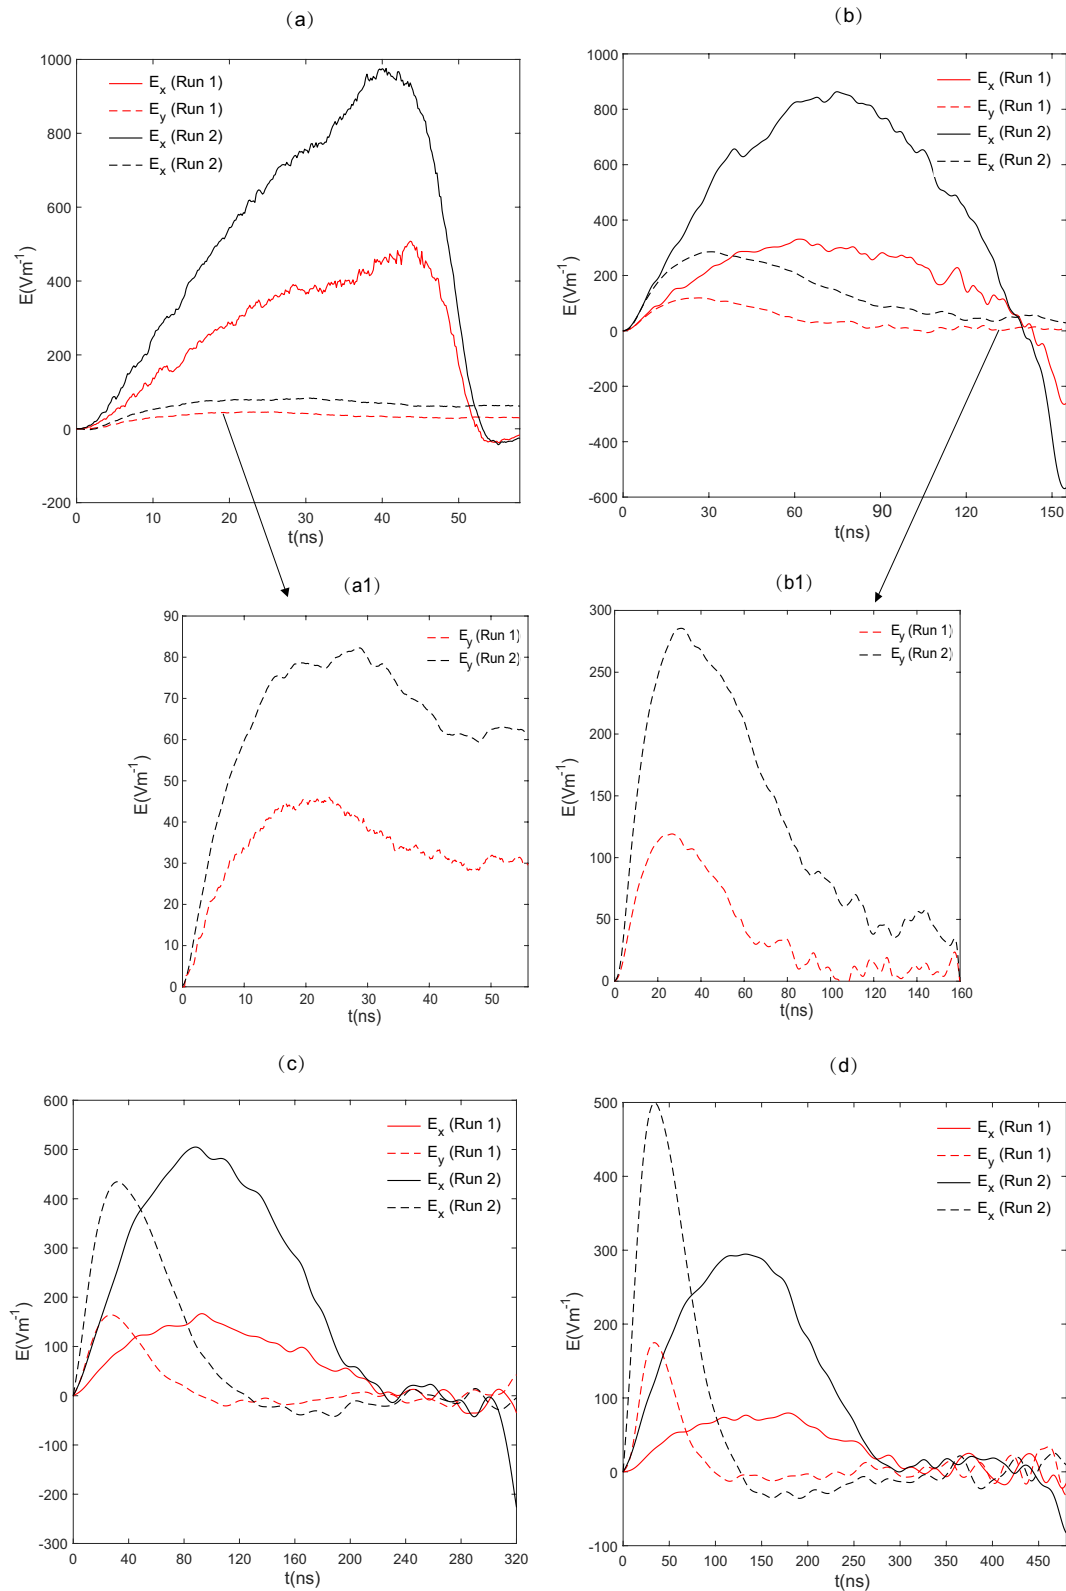 (a)
1000
800
600
400
200
0
-200
E(Vm-1)
0 10 20 30 40 50
t(ns)
Ex (Run 1)
Ey (Run 1)
Ex (Run 2)
Ex (Run 2)
(b)
1000
800
600
400
200
0
-200
-400
-600
E(Vm-1)
0 30 60 90 120 150
t(ns)
Ex (Run 1)
Ex (Run 1)
Ex (Run 2)
Ex (Run 2)
(a1)
90
80
70
60
50
40
30
20
10
0
E(Vm-1)
0 10 20 30 40 50
t(ns)
Ey (Run 1)
Ey (Run 2)
(b1)
300
250
200
150
100
50
0
E(Vm-1)
0 20 40 60 80 100 120 140 160
t(ns)
Ey (Run 1)
Ey (Run 2)
(c)
600
500
400
300
200
100
0
-100
-200
-300
E(Vm-1)
0 40 80 120 160 200 240 280 320
t(ns)
Ex (Run 1)
Ey (Run 1)
Ex (Run 2)
Ex (Run 2)
(d)
500
400
300
200
100
0
-100
E(Vm-1)
0 50 100 150 200 250 300 350 400 450
t(ns)
Ex (Run 1)
Ey (Run 1)
Ex (Run 2)
Ex (Run 2)